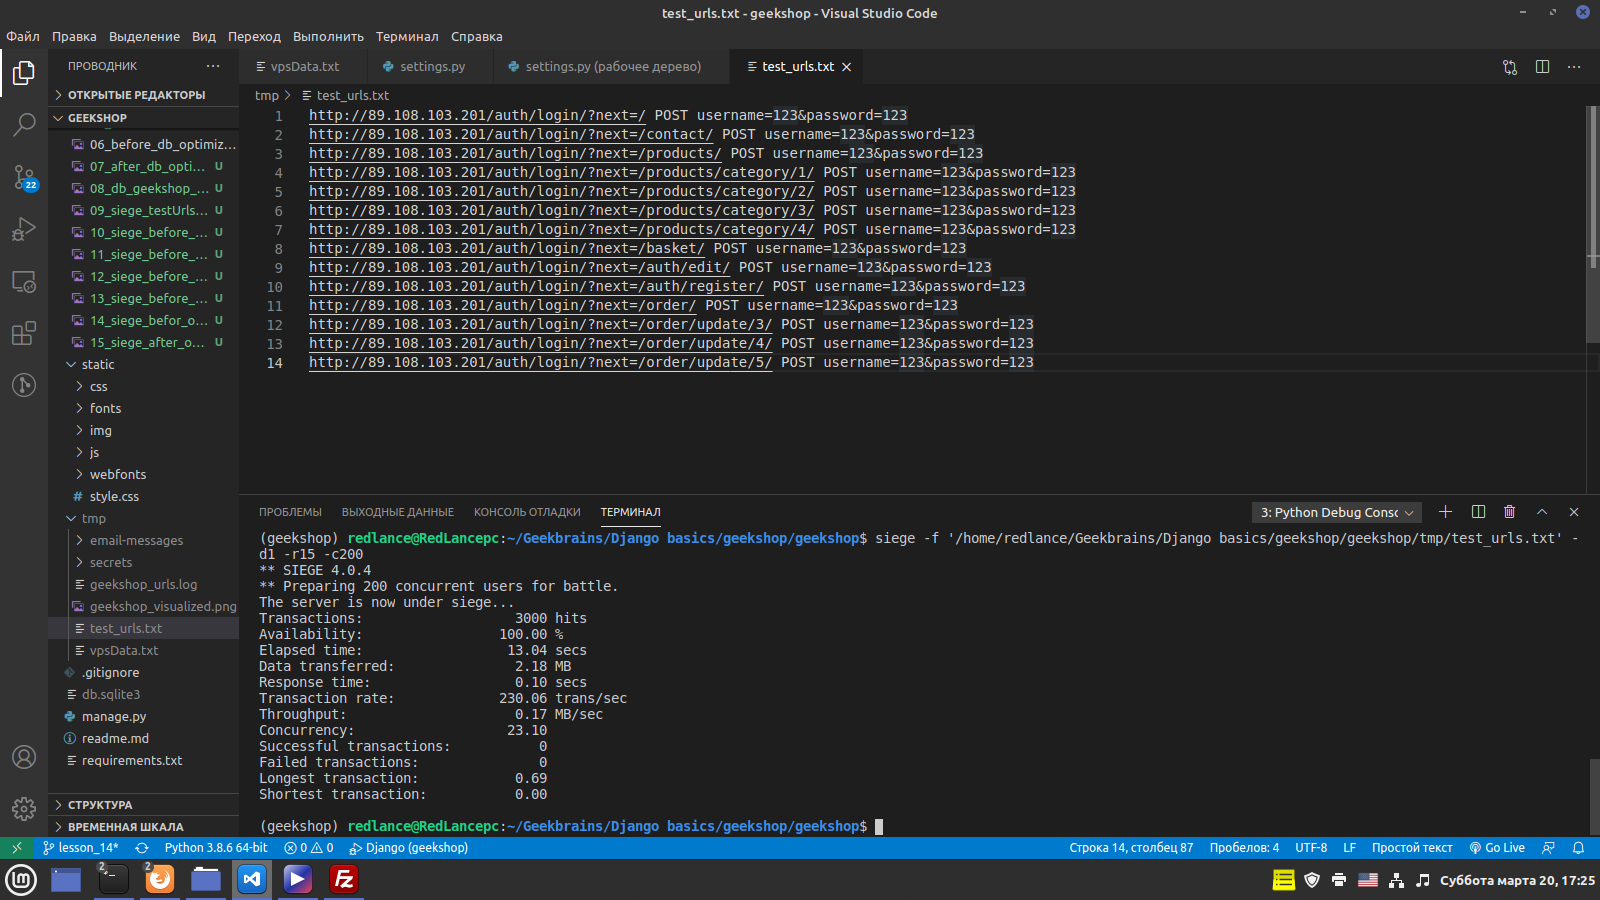 test_urls.txt - geekshop - Visual Studio Code
Файл Правка Выделение Вид Переход Выполнить Терминал Справка
ПРОВОДНИК ···
vpsData.txt settings.py settings.py (рабочее дерево) test_urls.txt
ОТКРЫТЫЕ РЕДАКТОРЫ
GEEKSHOP
06_before_db_optimiz...
07_after_db_opti... U
08_db_geekshop_... U
09_siege_testUrls... U
10_siege_before_... U
11_siege_before_... U
12_siege_before_... U
13_siege_before_... U
14_siege_befor_o... U
15_siege_after_o... U
static
css
fonts
img
js
webfonts
# style.css
tmp
email-messages
secrets
geekshop_urls.log
geekshop_visualized.png
test_urls.txt
vpsData.txt
.gitignore
db.sqlite3
manage.py
readme.md
requirements.txt
СТРУКТУРА
ВРЕМЕННАЯ ШКАЛА
22
tmp > test_urls.txt
1 http://89.108.103.201/auth/login/?next=/ POST username=123&password=123
2 http://89.108.103.201/auth/login/?next=/contact/ POST username=123&password=123
3 http://89.108.103.201/auth/login/?next=/products/ POST username=123&password=123
4 http://89.108.103.201/auth/login/?next=/products/category/1/ POST username=123&password=123
5 http://89.108.103.201/auth/login/?next=/products/category/2/ POST username=123&password=123
6 http://89.108.103.201/auth/login/?next=/products/category/3/ POST username=123&password=123
7 http://89.108.103.201/auth/login/?next=/products/category/4/ POST username=123&password=123
8 http://89.108.103.201/auth/login/?next=/basket/ POST username=123&password=123
9 http://89.108.103.201/auth/login/?next=/auth/edit/ POST username=123&password=123
10 http://89.108.103.201/auth/login/?next=/auth/register/ POST username=123&password=123
11 http://89.108.103.201/auth/login/?next=/order/ POST username=123&password=123
12 http://89.108.103.201/auth/login/?next=/order/update/3/ POST username=123&password=123
13 http://89.108.103.201/auth/login/?next=/order/update/4/ POST username=123&password=123
14 http://89.108.103.201/auth/login/?next=/order/update/5/ POST username=123&password=123
ПРОБЛЕМЫ ВЫХОДНЫЕ ДАННЫЕ КОНСОЛЬ ОТЛАДКИ ТЕРМИНАЛ 3: Python Debug Consc
(geekshop) redlance@RedLancepc:~/Geekbrains/Django basics/geekshop/geekshop$ siege -f '/home/redlance/Geekbrains/Django basics/geekshop/geekshop/tmp/test_urls.txt' -
d1 -r15 -c200
** SIEGE 4.0.4
** Preparing 200 concurrent users for battle.
The server is now under siege...
Transactions: 3000 hits
Availability: 100.00 %
Elapsed time: 13.04 secs
Data transferred: 2.18 MB
Response time: 0.10 secs
Transaction rate: 230.06 trans/sec
Throughput: 0.17 MB/sec
Concurrency: 23.10
Successful transactions: 0
Failed transactions: 0
Longest transaction: 0.69
Shortest transaction: 0.00
(geekshop) redlance@RedLancepc:~/Geekbrains/Django basics/geekshop/geekshop$
lesson_14* Python 3.8.6 64-bit 0 0 Django (geekshop) Строка 14, столбец 87 Пробелов: 4 UTF-8 LF Простой текст Go Live
2 2 Fz Суббота марта 20, 17:25